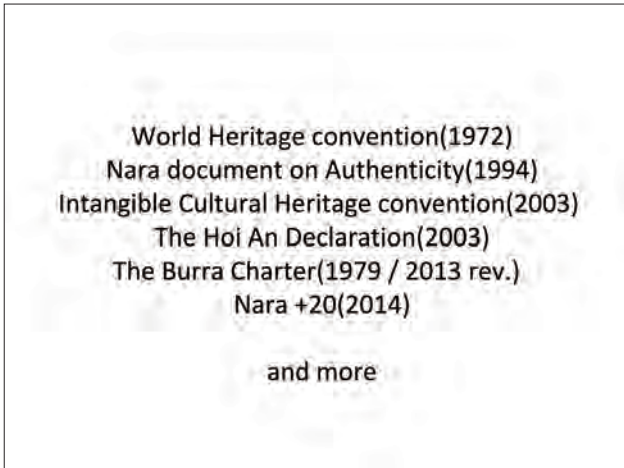 World Heritage convention(1972)
Nara document on Authenticity(1994)
Intangible Cultural Heritage convention(2003)
The Hoi An Declaration(2003)
The Burra Charter(1979 / 2013 rev.)
Nara +20(2014)
and more